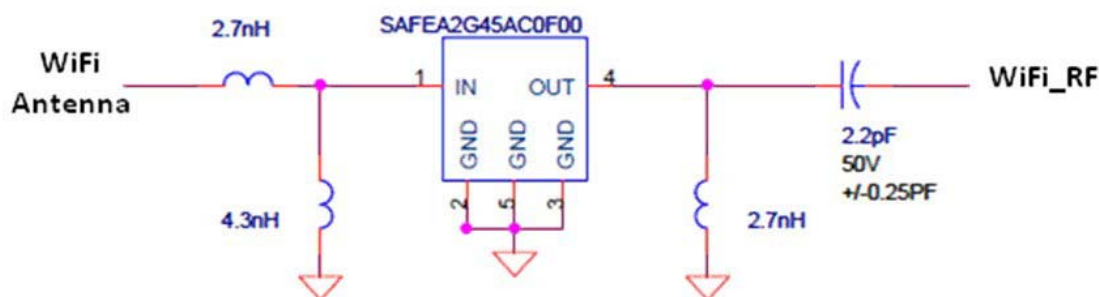 2.7nH
SAFEA2G45AC0F00
WiFi
Antenna
1
IN
OUT
4
WiFi_RF
GND
GND
GND
2
5
3
4.3nH
2.7nH
2.2pF
50V
+/-0.25PF